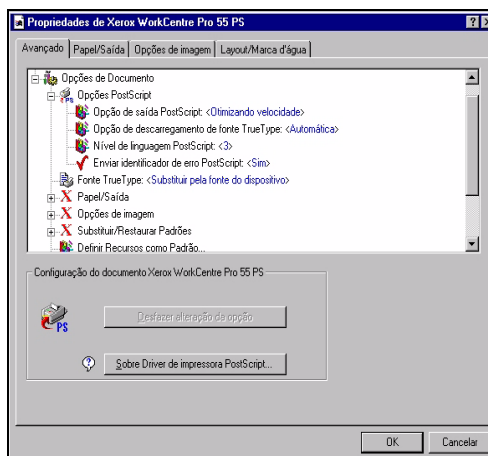 Propriedades de Xerox WorkCentre Pro 55 PS
Avançado Papel/Saída Opções de imagem Layout/Marca d'água
Opções de Documento
Opções PostScript
Opção de saída PostScript: <Otimizando velocidade>
Opção de descarregamento de fonte TrueType: <Automática>
Nível de linguagem PostScript: <3>
Enviar identificador de erro PostScript: <Sim>
Fonte TrueType: <Substituir pela fonte do dispositivo>
Papel/Saída
Opções de imagem
Substituir/Restaurar Padrões
Definir Recursos como Padrão...
Configuração do documento Xerox WorkCentre Pro 55 PS
PS
Desfazer alteração de opção
Sobre Driver de impressora PostScript...
OK Cancelar